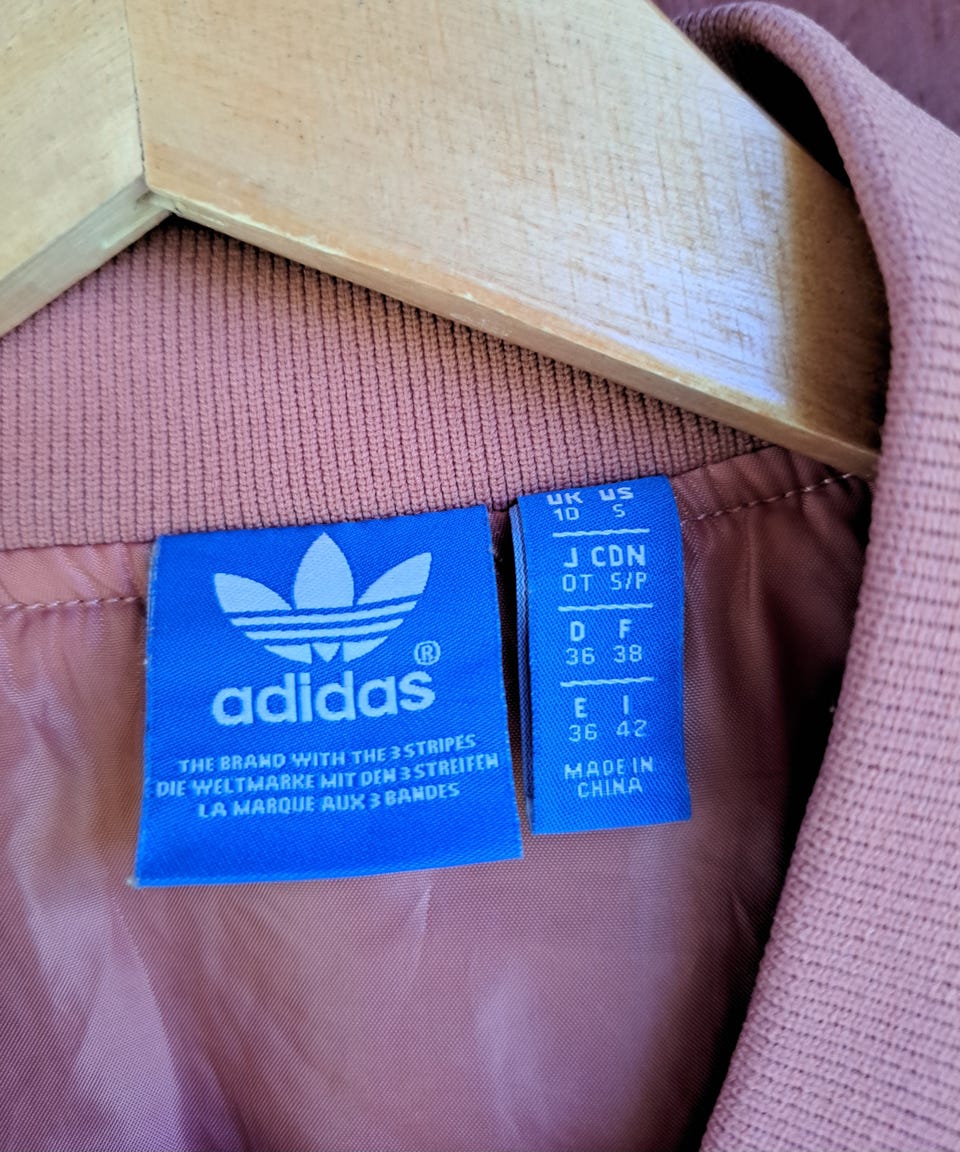 adidas®
THE BRAND WITH THE 3 STRIPES
DIE WELTMARKE MIT DEN 3 STREIFEN
LA MARQUE AUX 3 BANDES
UK US
10 S
J CDN
OT S/P
D F
36 38
E I
36 42
MADE IN
CHINA